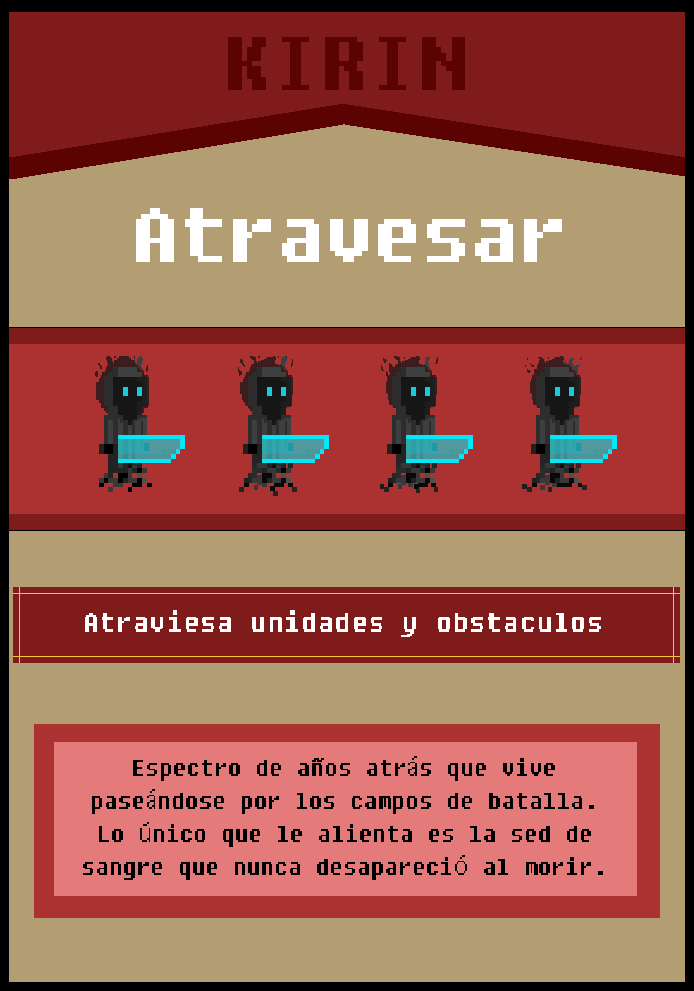 KIRIN
Atravesar
Atraviesa unidades y obstaculos
Espectro de años atrás que vive
paseándose por los campos de batalla.
Lo único que le alienta es la sed de
sangre que nunca desapareció al morir.